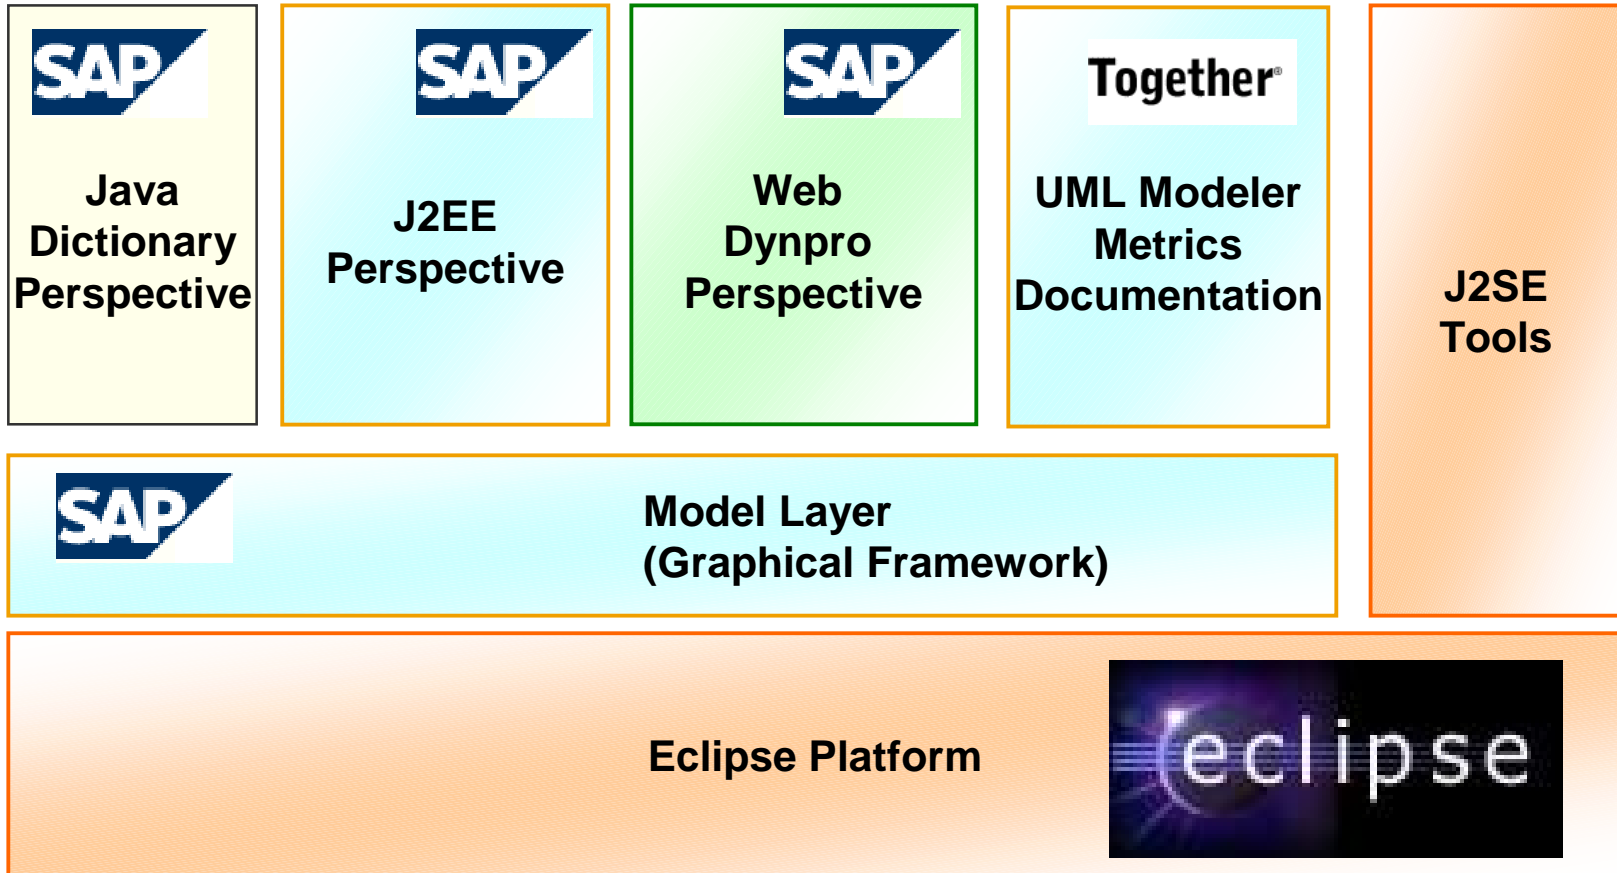 SAP
Java
Dictionary
Perspective
SAP
J2EE
Perspective
SAP
Web
Dynpro
Perspective
Together®
UML Modeler
Metrics
Documentation
J2SE
Tools
SAP
Model Layer
(Graphical Framework)
Eclipse Platform
eclipse